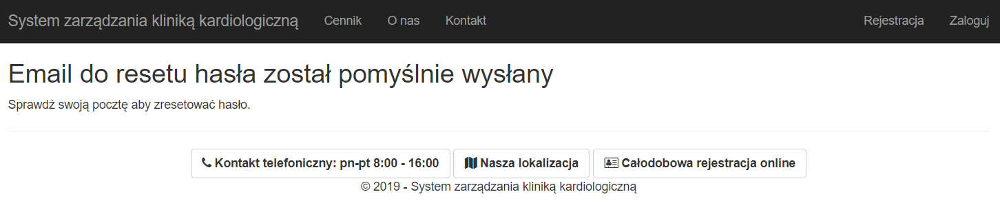 System zarządzania kliniką kardiologiczną Cennik O nas Kontakt Rejestracja Zaloguj
Email do resetu hasła został pomyślnie wysłany
Sprawdź swoją pocztę aby zresetować hasło.
Kontakt telefoniczny: pn-pt 8:00 - 16:00 Nasza lokalizacja Całodobowa rejestracja online
© 2019 - System zarządzania kliniką kardiologiczną